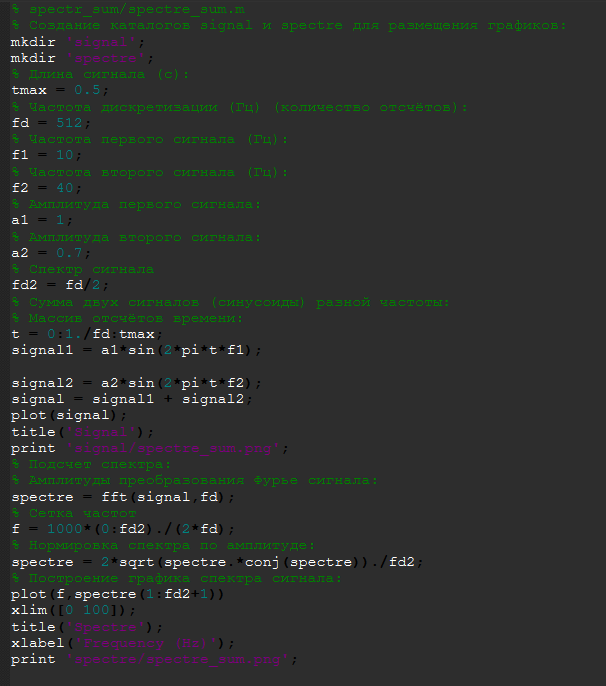 % spectr_sum/spectre_sum.m
% Создание каталогов signal и spectre для размещения графиков:
mkdir 'signal';
mkdir 'spectre';
% Длина сигнала (с):
tmax = 0.5;
% Частота дискретизации (Гц) (количество отсчётов):
fd = 512;
% Частота первого сигнала (Гц):
f1 = 10;
% Частота второго сигнала (Гц):
f2 = 40;
% Амплитуда первого сигнала:
a1 = 1;
% Амплитуда второго сигнала:
a2 = 0.7;
% Спектр сигнала
fd2 = fd/2;
% Сумма двух сигналов (синусоиды) разной частоты:
% Массив отсчётов времени:
t = 0:1./fd:tmax;
signal1 = a1*sin(2*pi*t*f1);
signal2 = a2*sin(2*pi*t*f2);
signal = signal1 + signal2;
plot(signal);
title('Signal');
print 'signal/spectre_sum.png';
% Подсчет спектра:
% Амплитуды преобразования Фурье сигнала:
spectre = fft(signal,fd);
% Сетка частот
f = 1000*(0:fd2)./(2*fd);
% Нормировка спектра по амплитуде:
spectre = 2*sqrt(spectre.*conj(spectre))./fd2;
% Построение графика спектра сигнала:
plot(f,spectre(1:fd2+1))
xlim([0 100]);
title('Spectre');
xlabel('Frequency (Hz)');
print 'spectre/spectre_sum.png';